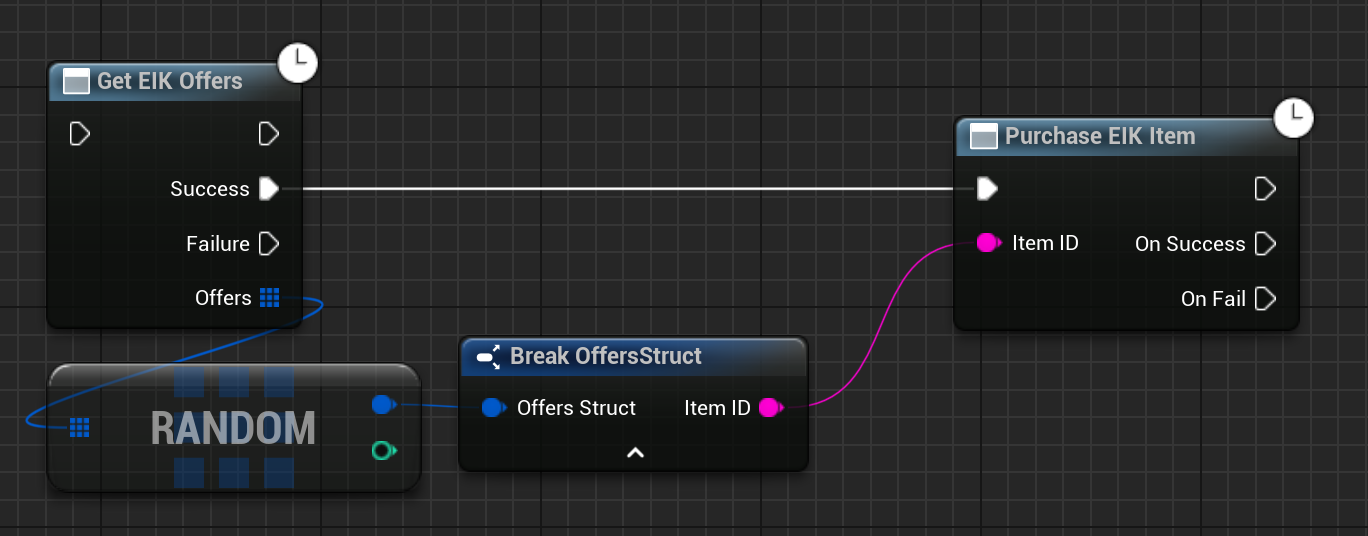 Get EIK Offers
Success
Failure
Offers
Purchase EIK Item
Item ID
On Success
On Fail
RANDOM
Break OffersStruct
Offers Struct
Item ID